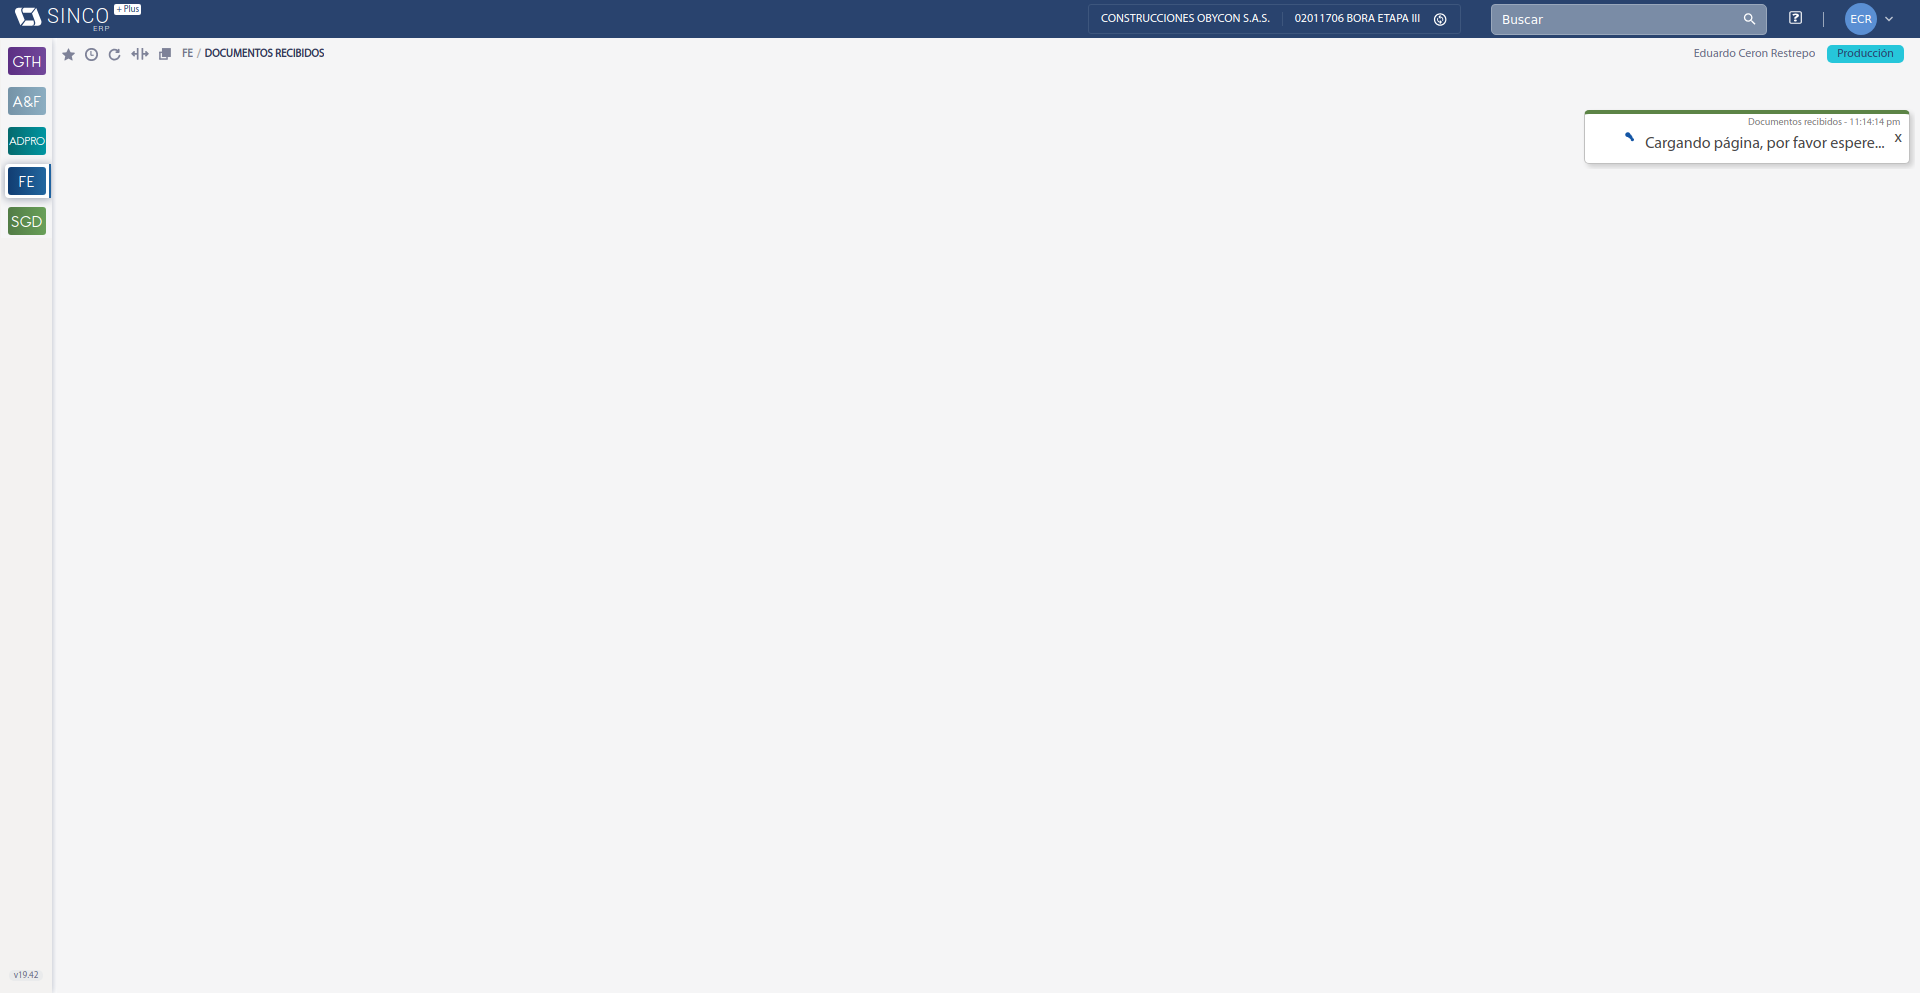 SINCO
+ Plus
ERP
CONSTRUCCIONES OBYCON S.A.S.
02011706 BORA ETAPA III
Buscar
ECR
GTH
A&F
ADPRO
FE
SGD
FE / DOCUMENTOS RECIBIDOS
Eduardo Ceron Restrepo
Producción
Documentos recibidos - 11:14:14 pm
Cargando página, por favor espere...
X
v19.42